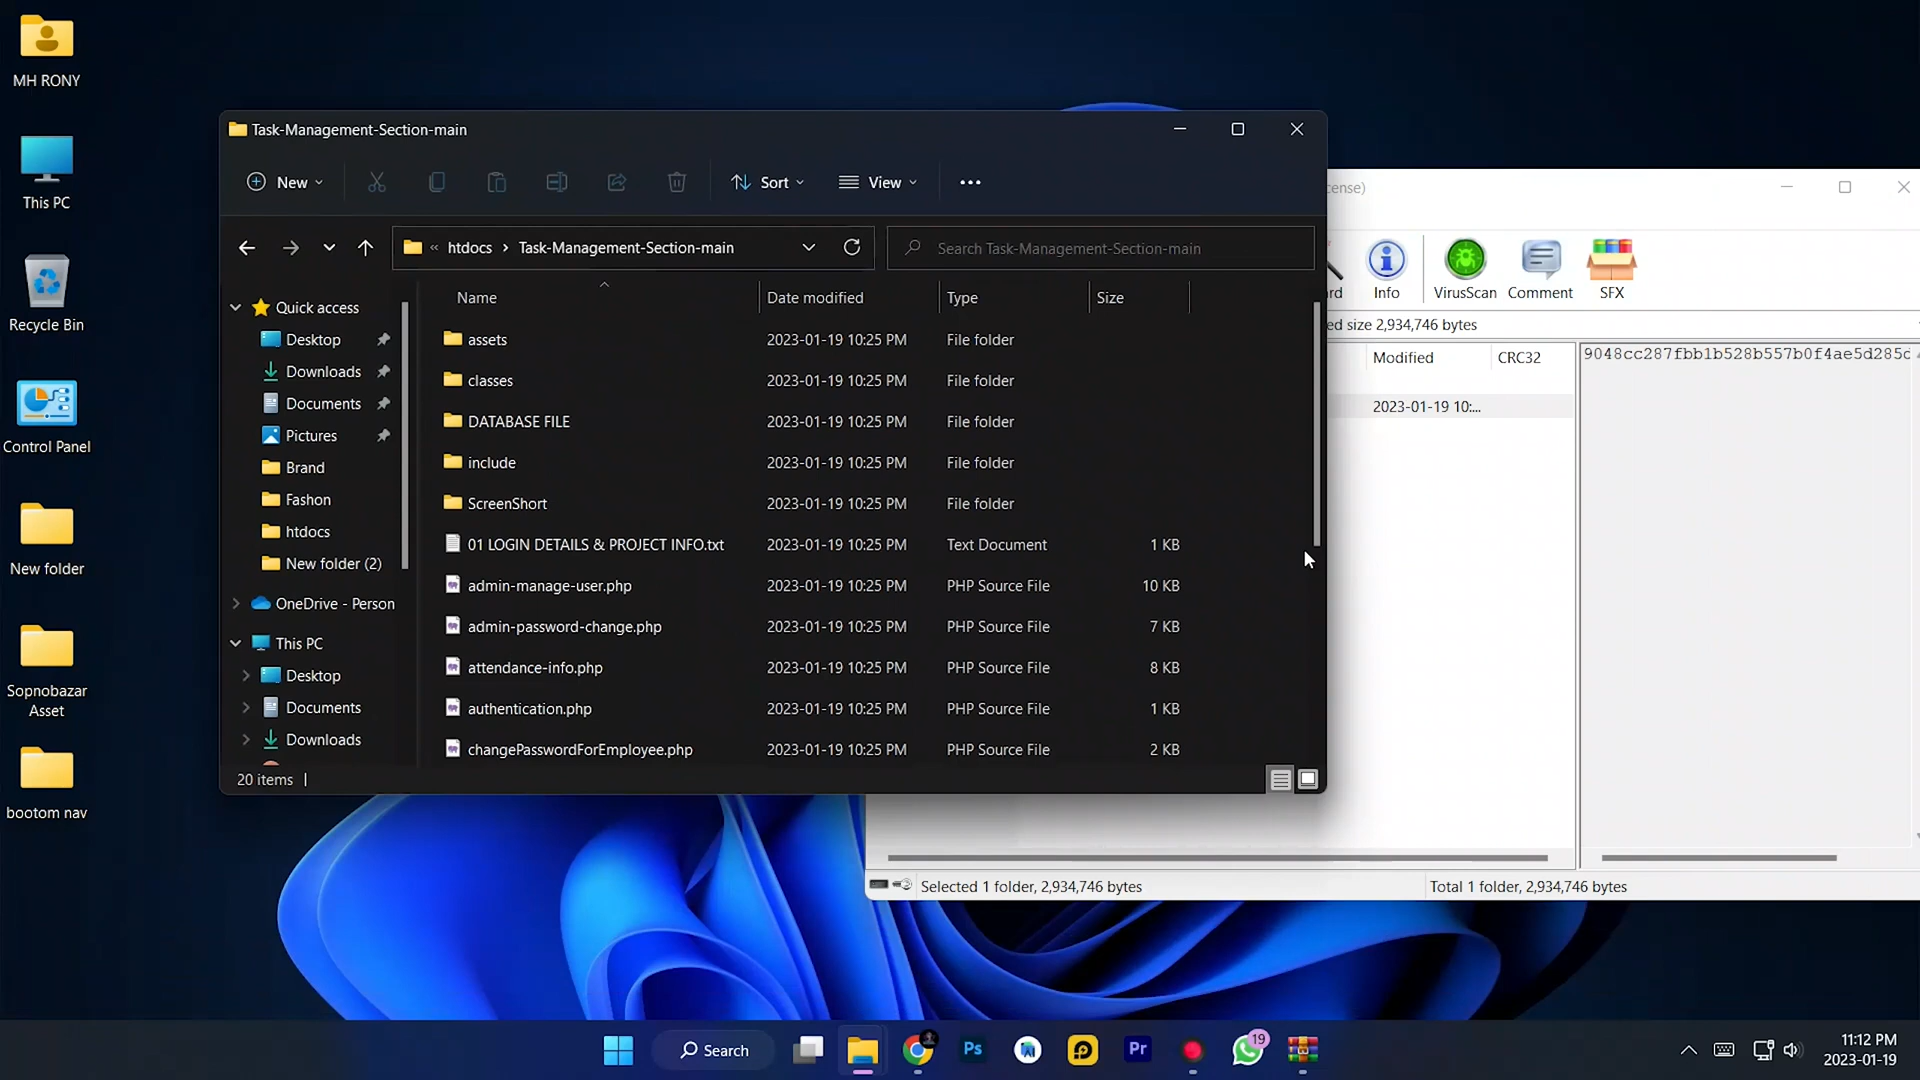 MH RONY
This PC
Recycle Bin
Control Panel
New folder
Sopnobazar
Asset
bootom nav
Task-Management-Section-main
New
Sort
View
« htdocs › Task-Management-Section-main
Search Task-Management-Section-main
Quick access
Desktop
Downloads
Documents
Pictures
Brand
Fashon
htdocs
New folder (2)
OneDrive - Person
This PC
Desktop
Documents
Downloads
Name Date modified Type Size
assets 2023-01-19 10:25 PM File folder
classes 2023-01-19 10:25 PM File folder
DATABASE FILE 2023-01-19 10:25 PM File folder
include 2023-01-19 10:25 PM File folder
ScreenShort 2023-01-19 10:25 PM File folder
01 LOGIN DETAILS & PROJECT INFO.txt 2023-01-19 10:25 PM Text Document 1 KB
admin-manage-user.php 2023-01-19 10:25 PM PHP Source File 10 KB
admin-password-change.php 2023-01-19 10:25 PM PHP Source File 7 KB
attendance-info.php 2023-01-19 10:25 PM PHP Source File 8 KB
authentication.php 2023-01-19 10:25 PM PHP Source File 1 KB
changePasswordForEmployee.php 2023-01-19 10:25 PM PHP Source File 2 KB
20 items
cense)
rd Info VirusScan Comment SFX
ed size 2,934,746 bytes
Modified CRC32
2023-01-19 10:...
9048cc287fbb1b528b557b0f4ae5d285d
Selected 1 folder, 2,934,746 bytes
Total 1 folder, 2,934,746 bytes
Search
Ps
Pr
19
11:12 PM
2023-01-19